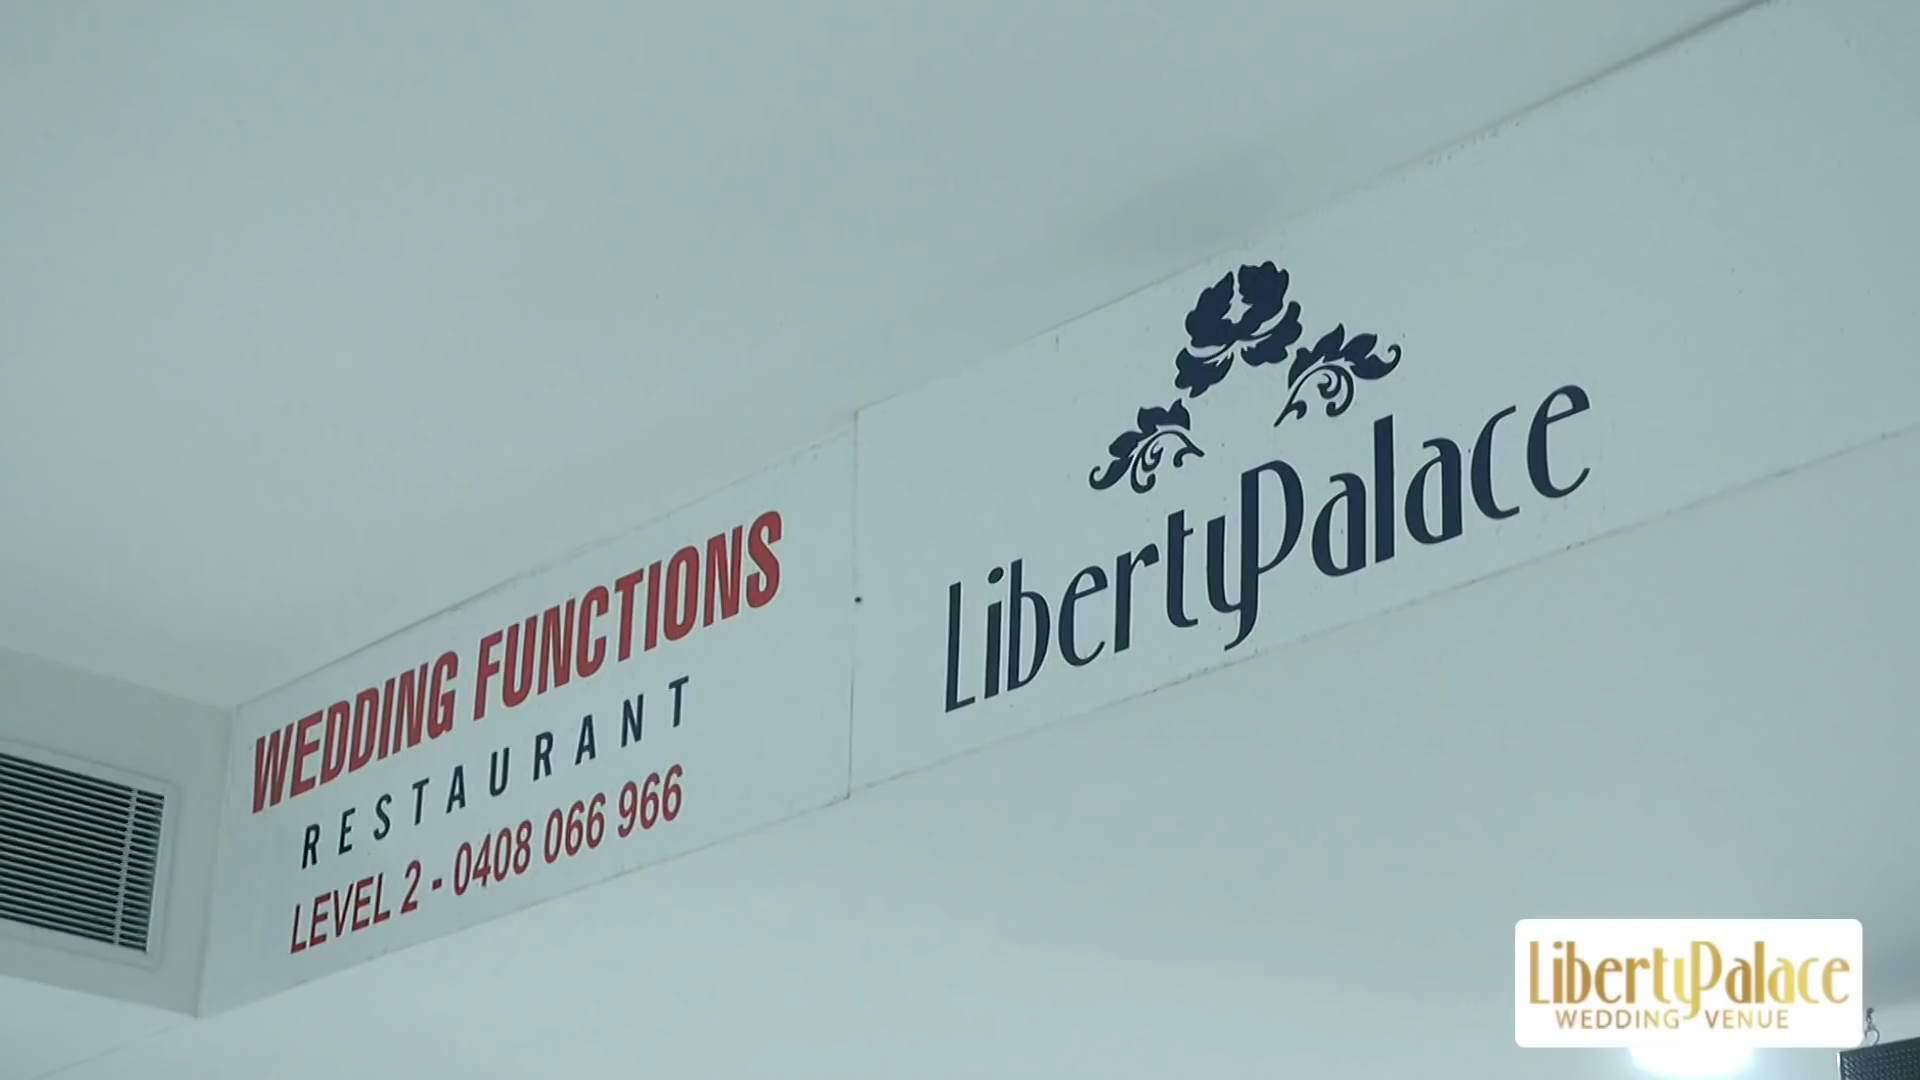 WEDDING FUNCTIONS
RESTAURANT
LEVEL 2 - 0408 066 966
LibertyPalace
LibertyPalace
WEDDING VENUE